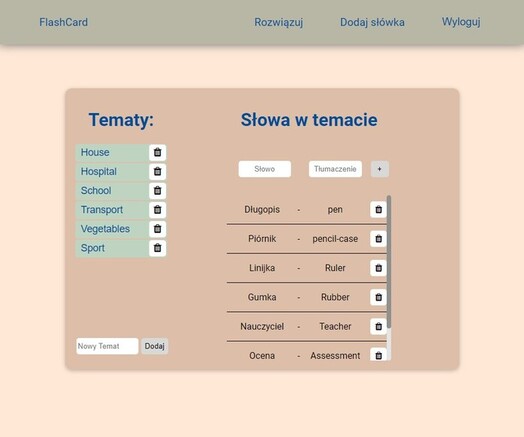 FlashCard
Rozwiązuj
Dodaj słówka
Wyloguj
Tematy:
House
Hospital
School
Transport
Vegetables
Sport
Nowy Temat
Dodaj
Słowa w temacie
Słowo
Tłumaczenie
+
Długopis - pen
Piórnik - pencil-case
Linijka - Ruler
Gumka - Rubber
Nauczyciel - Teacher
Ocena - Assessment